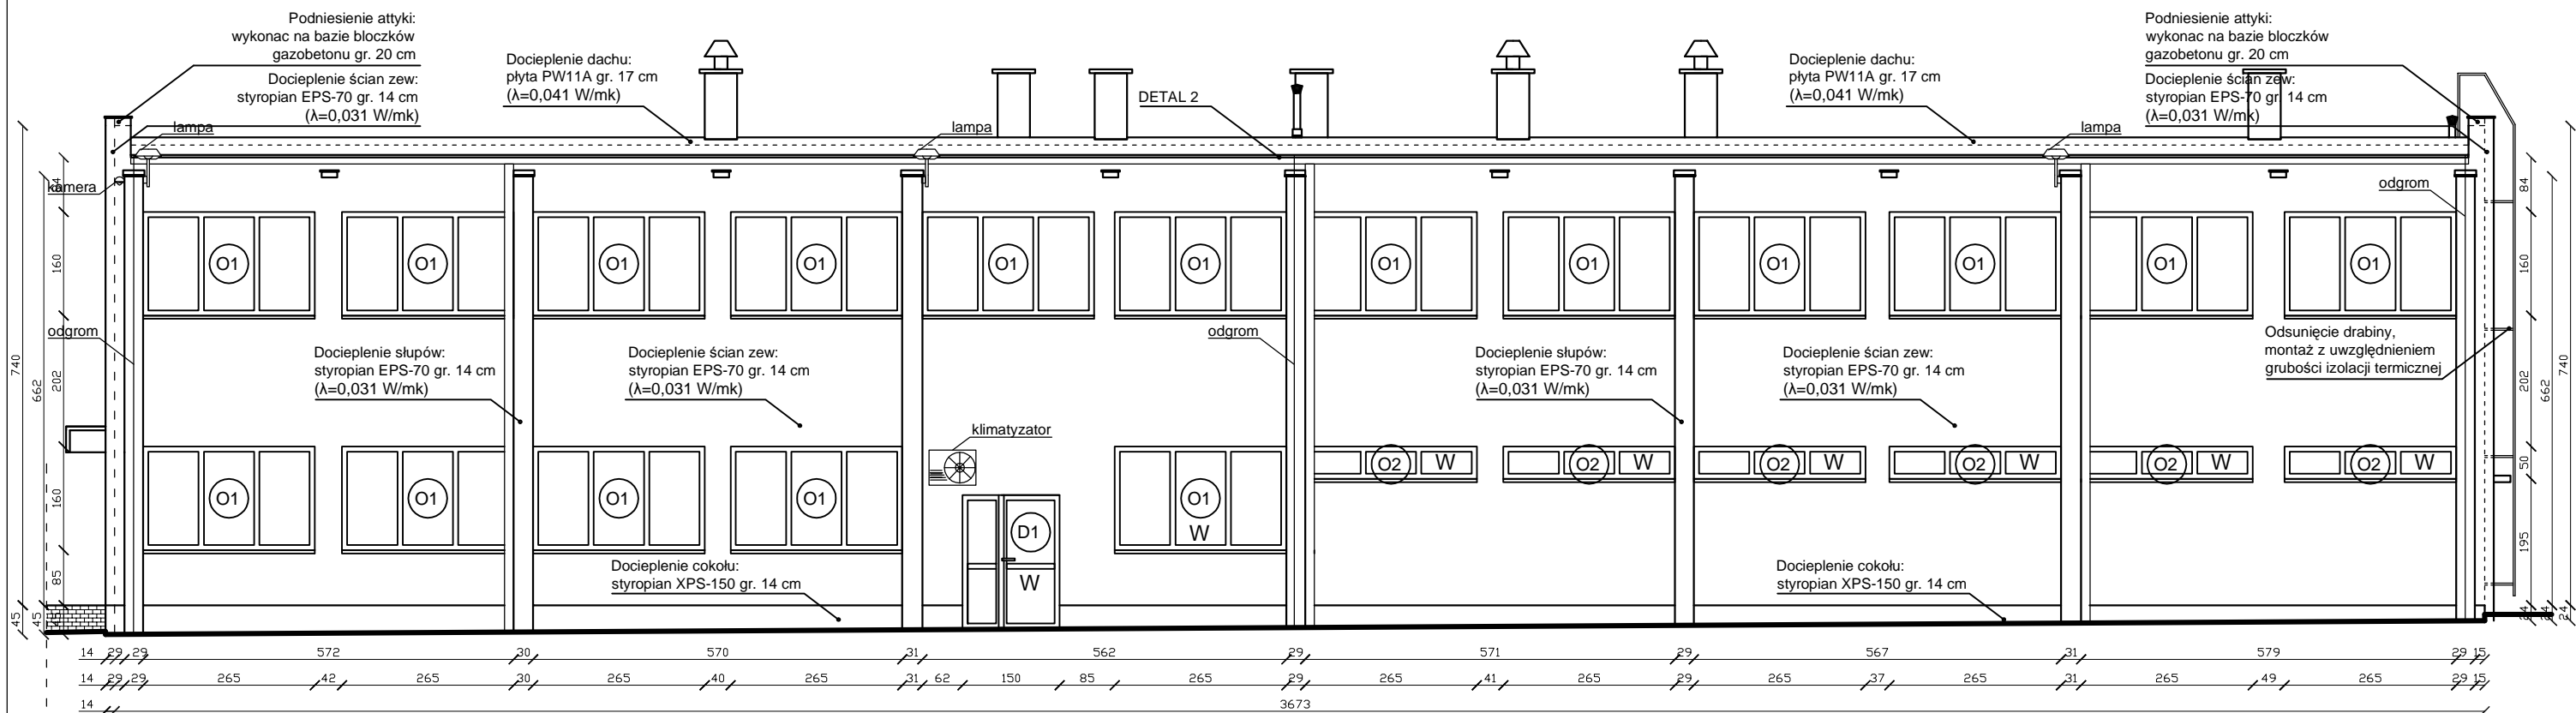 Podniesienie attyki:
wykonac na bazie bloczków
gazobetonu gr. 20 cm
Docieplenie ścian zew:
styropian EPS-70 gr. 14 cm
(λ=0,031 W/mk)
Docieplenie dachu:
płyta PW11A gr. 17 cm
(λ=0,041 W/mk)
DETAL 2
Docieplenie dachu:
płyta PW11A gr. 17 cm
(λ=0,041 W/mk)
Podniesienie attyki:
wykonac na bazie bloczków
gazobetonu gr. 20 cm
Docieplenie ścian zew:
styropian EPS-70 gr. 14 cm
(λ=0,031 W/mk)
lampa
lampa
lampa
kamera
odgrom
O1 O1 O1 O1 O1 O1 O1 O1 O1 O1 O1 O1
odgrom
odgrom
Odsunięcie drabiny,
montaż z uwzględnieniem
grubości izolacji termicznej
Docieplenie słupów:
styropian EPS-70 gr. 14 cm
(λ=0,031 W/mk)
Docieplenie ścian zew:
styropian EPS-70 gr. 14 cm
(λ=0,031 W/mk)
Docieplenie słupów:
styropian EPS-70 gr. 14 cm
(λ=0,031 W/mk)
Docieplenie ścian zew:
styropian EPS-70 gr. 14 cm
(λ=0,031 W/mk)
klimatyzator
O2 W O2 W O2 W O2 W O2 W O2 W
O1 O1 O1 O1 O1
W
D1
W
Docieplenie cokołu:
styropian XPS-150 gr. 14 cm
Docieplenie cokołu:
styropian XPS-150 gr. 14 cm
740
45
662
45
160
202
160
85
84
160
202
50
195
24
662
24
740
24
14 29 29 572 30 570 31 562 29 571 29 567 31 579 29 15
14 29 29 265 42 265 30 265 40 265 31 62 150 85 265 29 265 41 265 29 265 37 265 31 265 49 265 29 15
14 3673